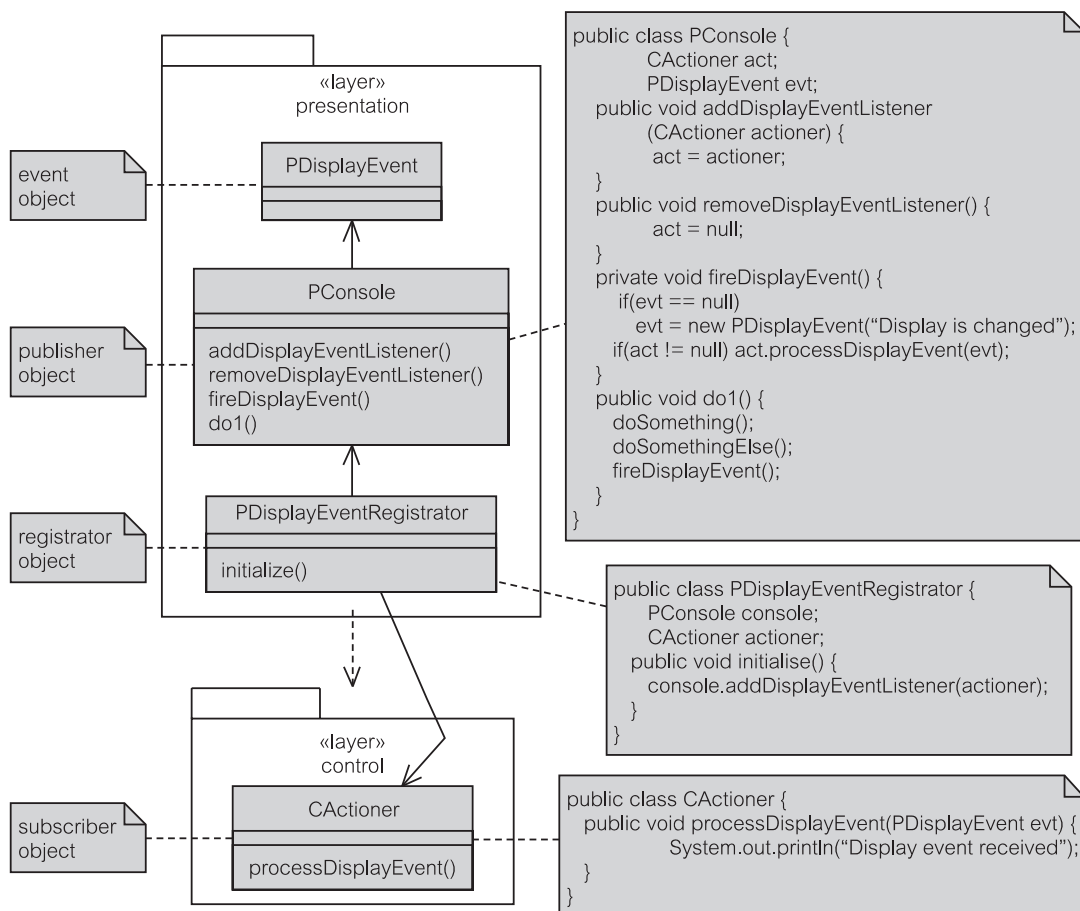 «layer»
presentation
event
object
PDisplayEvent
publisher
object
PConsole
addDisplayEventListener()
removeDisplayEventListener()
fireDisplayEvent()
do1()
registrator
object
PDisplayEventRegistrator
initialize()
«layer»
control
subscriber
object
CActioner
processDisplayEvent()
public class PConsole {
CActioner act;
PDisplayEvent evt;
public void addDisplayEventListener
(CActioner actioner) {
act = actioner;
}
public void removeDisplayEventListener() {
act = null;
}
private void fireDisplayEvent() {
if(evt == null)
evt = new PDisplayEvent(“Display is changed”);
if(act != null) act.processDisplayEvent(evt);
}
public void do1() {
doSomething();
doSomethingElse();
fireDisplayEvent();
}
}
public class PDisplayEventRegistrator {
PConsole console;
CActioner actioner;
public void initialise() {
console.addDisplayEventListener(actioner);
}
}
public class CActioner {
public void processDisplayEvent(PDisplayEvent evt) {
System.out.println(“Display event received”);
}
}